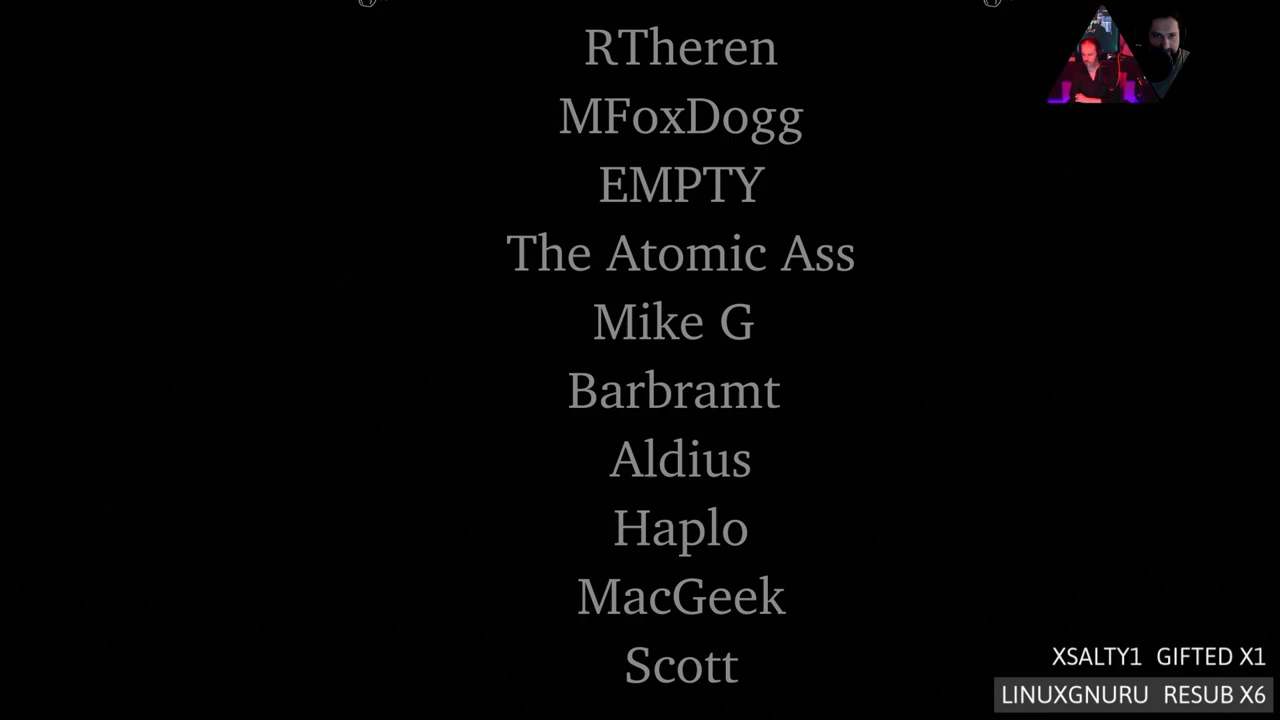 RTheren
MFoxDogg
EMPTY
The Atomic Ass
Mike G
Barbramt
Aldius
Haplo
MacGeek
Scott
XSALTY1 GIFTED X1
LINUXGNURU RESUB X6